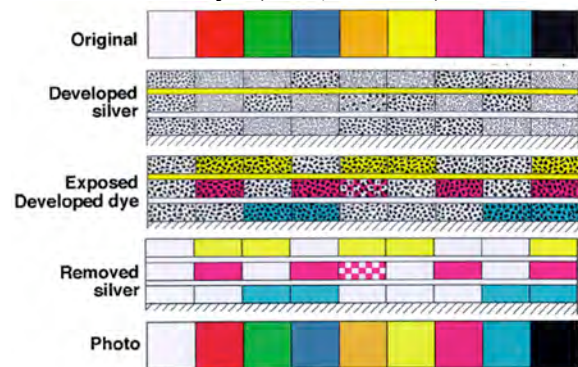 Original
Developed
silver
Exposed
Developed dye
Removed
silver
Photo